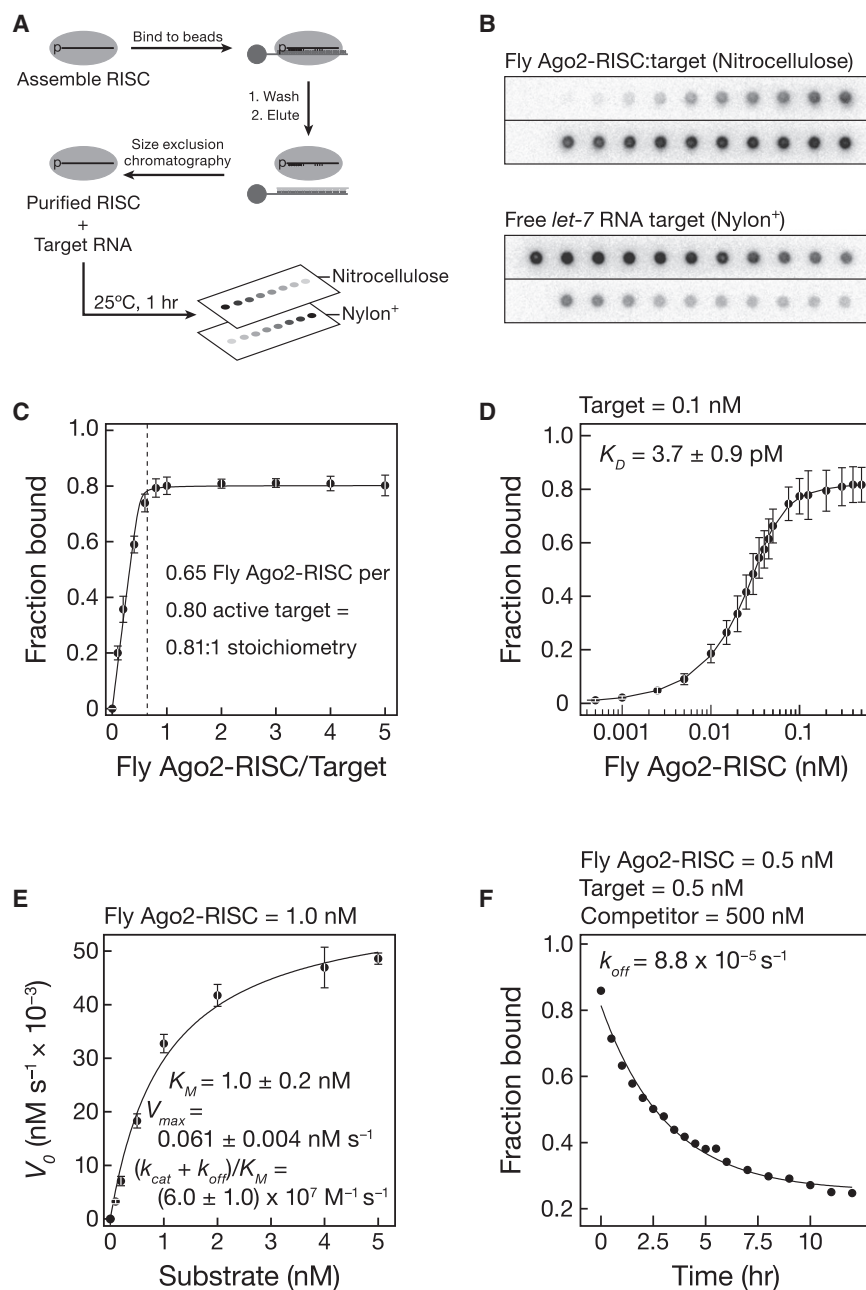 A
p
Bind to beads
p
Assemble RISC
1. Wash
2. Elute
p
Size exclusion
chromatography
p
Purified RISC
+
Target RNA
25ºC, 1 hr
Nitrocellulose
Nylon⁺
B
Fly Ago2-RISC:target (Nitrocellulose)
Free let-7 RNA target (Nylon⁺)
C
1.0
0.8
0.6
0.4
0.2
0
Fraction bound
0.65 Fly Ago2-RISC per
0.80 active target =
0.81:1 stoichiometry
0 1 2 3 4 5
Fly Ago2-RISC/Target
D
Target = 0.1 nM
K_D = 3.7 ± 0.9 pM
1.0
0.8
0.6
0.4
0.2
0
Fraction bound
0.001 0.01 0.1
Fly Ago2-RISC (nM)
E
Fly Ago2-RISC = 1.0 nM
50
40
30
20
10
0
V₀ (nM s⁻¹ × 10⁻³)
K_M = 1.0 ± 0.2 nM
V_max =
0.061 ± 0.004 nM s⁻¹
(k_cat + k_off)/K_M =
(6.0 ± 1.0) x 10⁷ M⁻¹ s⁻¹
0 1 2 3 4 5
Substrate (nM)
F
Fly Ago2-RISC = 0.5 nM
Target = 0.5 nM
Competitor = 500 nM
k_off = 8.8 x 10⁻⁵ s⁻¹
1.0
0.8
0.6
0.4
0.2
Fraction bound
0 2.5 5 7.5 10
Time (hr)